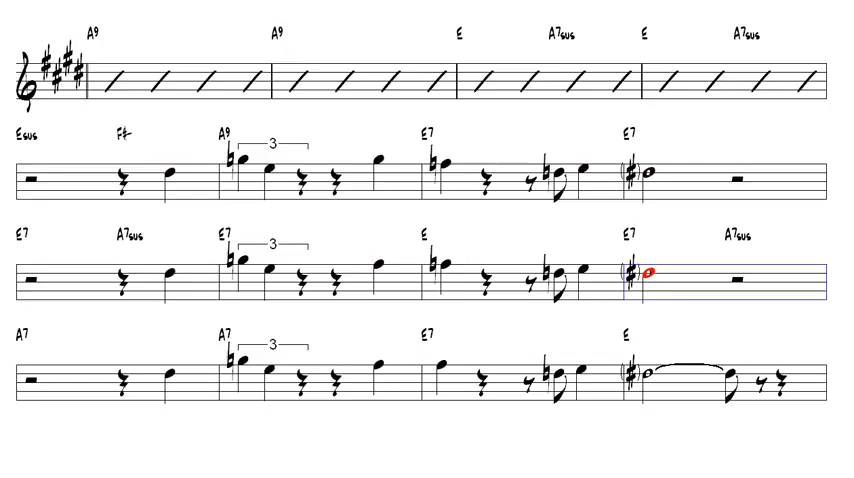 A9 A9 E A7sus E A7sus
Esus F# A9 E7 E7
3
E7 A7sus E7 E E7 A7sus
3
A7 A7 E7 E
3